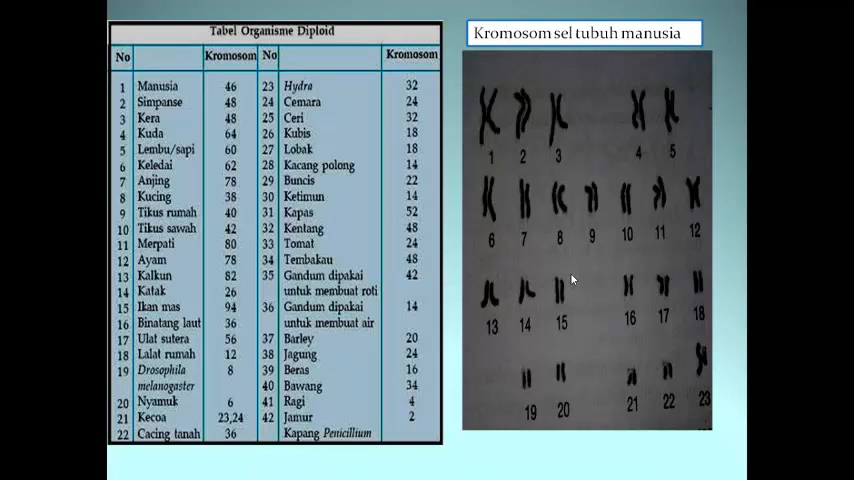 Tabel Organisme Diploid
No Kromosom No Kromosom
1 Manusia 46 23 Hydra 32
2 Simpanse 48 24 Cemara 24
3 Kera 48 25 Ceri 32
4 Kuda 64 26 Kubis 18
5 Lembu/sapi 60 27 Lobak 18
6 Keledai 62 28 Kacang polong 14
7 Anjing 78 29 Buncis 22
8 Kucing 38 30 Ketimun 14
9 Tikus rumah 40 31 Kapas 52
10 Tikus sawah 42 32 Kentang 48
11 Merpati 80 33 Tomat 24
12 Ayam 78 34 Tembakau 48
13 Kalkun 82 35 Gandum dipakai 42
14 Katak 26 untuk membuat roti
15 Ikan mas 94 36 Gandum dipakai 14
16 Binatang laut 36 untuk membuat air
17 Ulat sutera 56 37 Barley 20
18 Lalat rumah 12 38 Jagung 24
19 Drosophila 8 39 Beras 16
melanogaster 40 Bawang 34
20 Nyamuk 6 41 Ragi 4
21 Kecoa 23,24 42 Jamur 2
22 Cacing tanah 36 Kapang Penicillium
Kromosom sel tubuh manusia
1 2 3 4 5
6 7 8 9 10 11 12
13 14 15 16 17 18
19 20 21 22 23